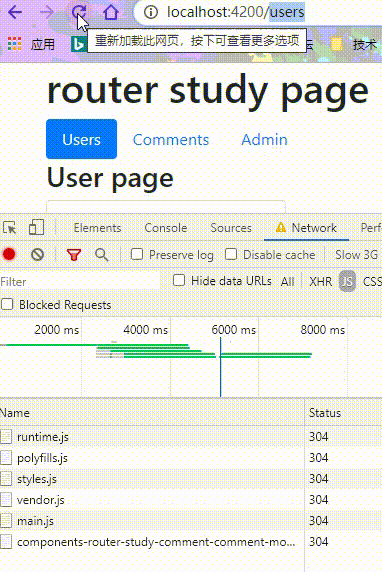 localhost:4200/users
应用
重新加载此网页，按下可查看更多选项
坛
技术
router study page
Users Comments Admin
User page
Elements Console Sources Network Perf
Preserve log Disable cache Slow 3G
Filter Hide data URLs All XHR JS CSS
Blocked Requests
2000 ms 4000 ms 6000 ms 8000 ms
Name Status
runtime.js 304
polyfills.js 304
styles.js 304
vendor.js 304
main.js 304
components-router-study-comment-comment-mo... 304